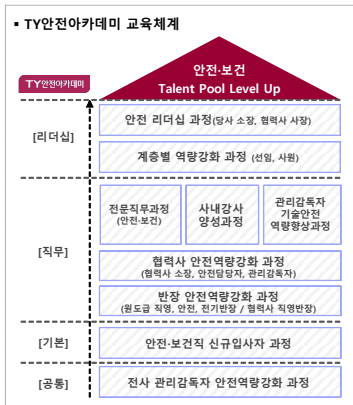 ▪ TY안전아카데미 교육체계
안전·보건
Talent Pool Level Up
TY안전아카데미
안전 리더십 과정(당사 소장, 협력사 사장)
[리더십]
계층별 역량강화 과정 (선임, 사원)
전문직무과정
(안전·보건)
사내강사
양성과정
관리감독자
기술안전
역량향상과정
[직무]
협력사 안전역량강화 과정
(협력사 소장, 안전담당자, 관리감독자)
반장 안전역량강화 과정
(원도급 직영, 안전, 전기반장 / 협력사 직영반장)
[기본]
안전·보건직 신규입사자 과정
[공통]
전사 관리감독자 안전역량강화 과정